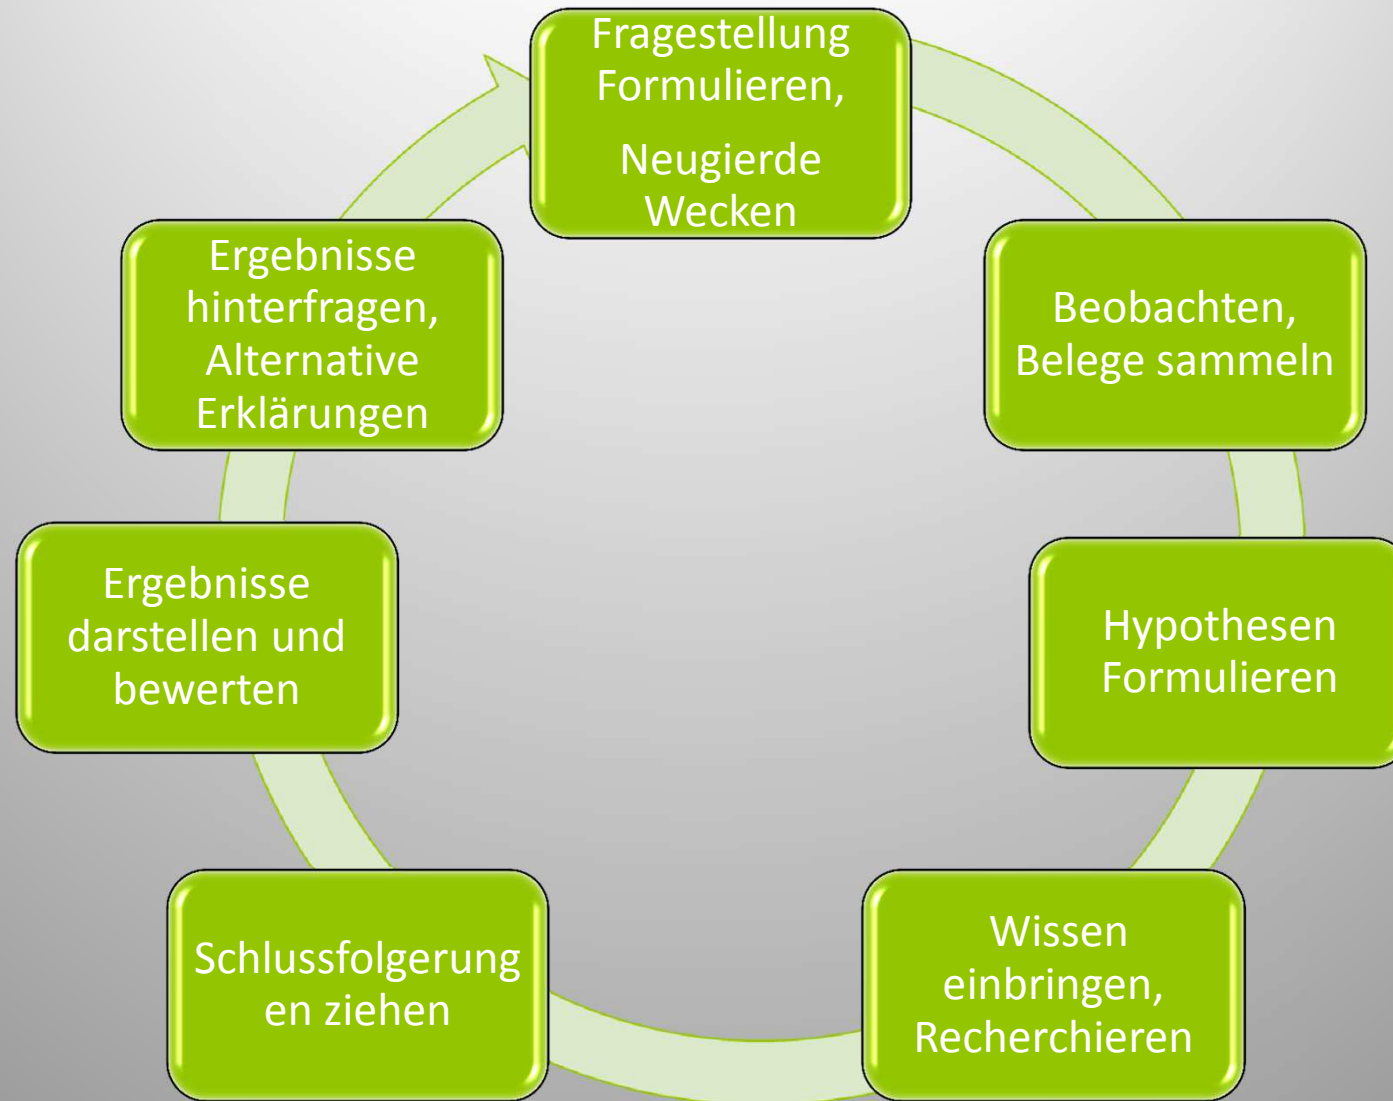 Fragestellung
Formulieren,
Neugierde
Wecken
Beobachten,
Belege sammeln
Hypothesen
Formulieren
Wissen
einbringen,
Recherchieren
Schlussfolgerung
en ziehen
Ergebnisse
darstellen und
bewerten
Ergebnisse
hinterfragen,
Alternative
Erklärungen